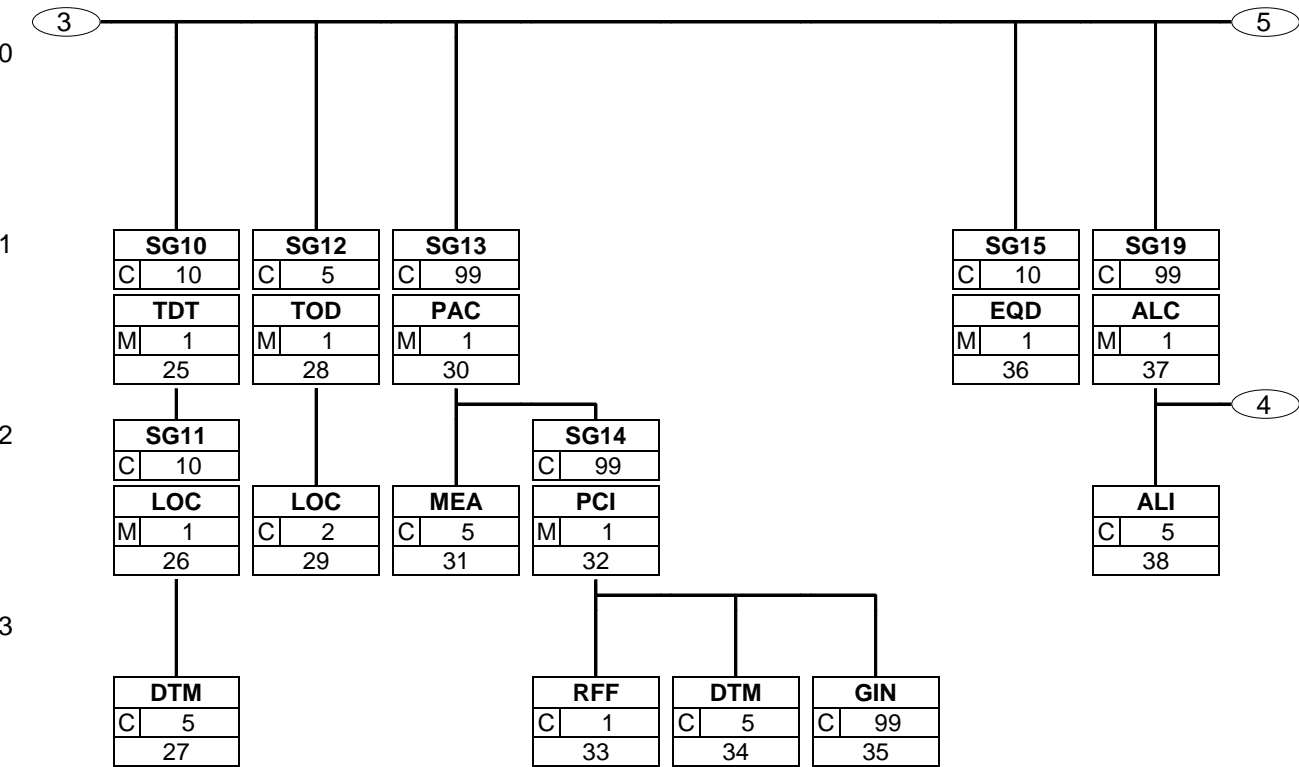 3 5
0
1 SG10 SG12 SG13 SG15 SG19
C 10 C 5 C 99 C 10 C 99
TDT TOD PAC EQD ALC
M 1 M 1 M 1 M 1 M 1
25 28 30 36 37
4
2 SG11 SG14
C 10 C 99
LOC LOC MEA PCI ALI
M 1 C 2 C 5 M 1 C 5
26 29 31 32 38
3
DTM RFF DTM GIN
C 5 C 1 C 5 C 99
27 33 34 35